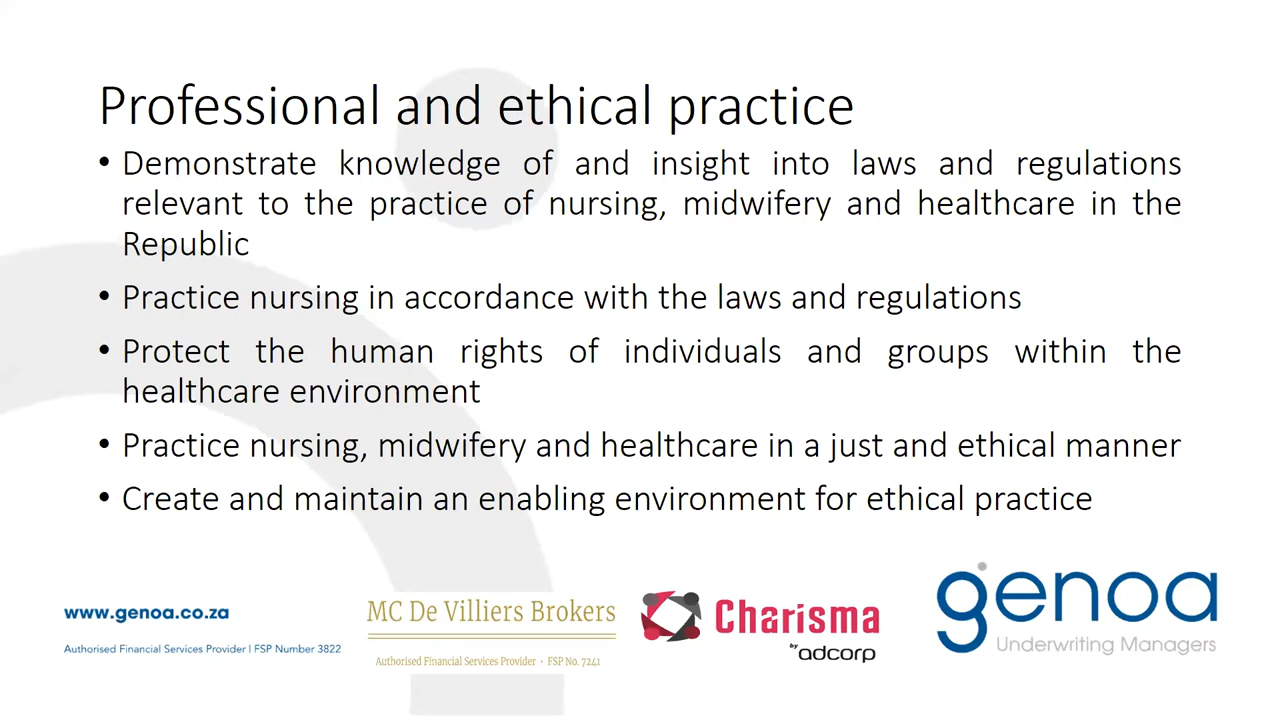 Professional and ethical practice
• Demonstrate knowledge of and insight into laws and regulations
relevant to the practice of nursing, midwifery and healthcare in the
Republic
• Practice nursing in accordance with the laws and regulations
• Protect the human rights of individuals and groups within the
healthcare environment
• Practice nursing, midwifery and healthcare in a just and ethical manner
• Create and maintain an enabling environment for ethical practice
www.genoa.co.za
Authorised Financial Services Provider | FSP Number 3822
MC De Villiers Brokers
Authorised Financial Services Provider • FSP No. 7241
Charisma
by adcorp
genoa
Underwriting Managers